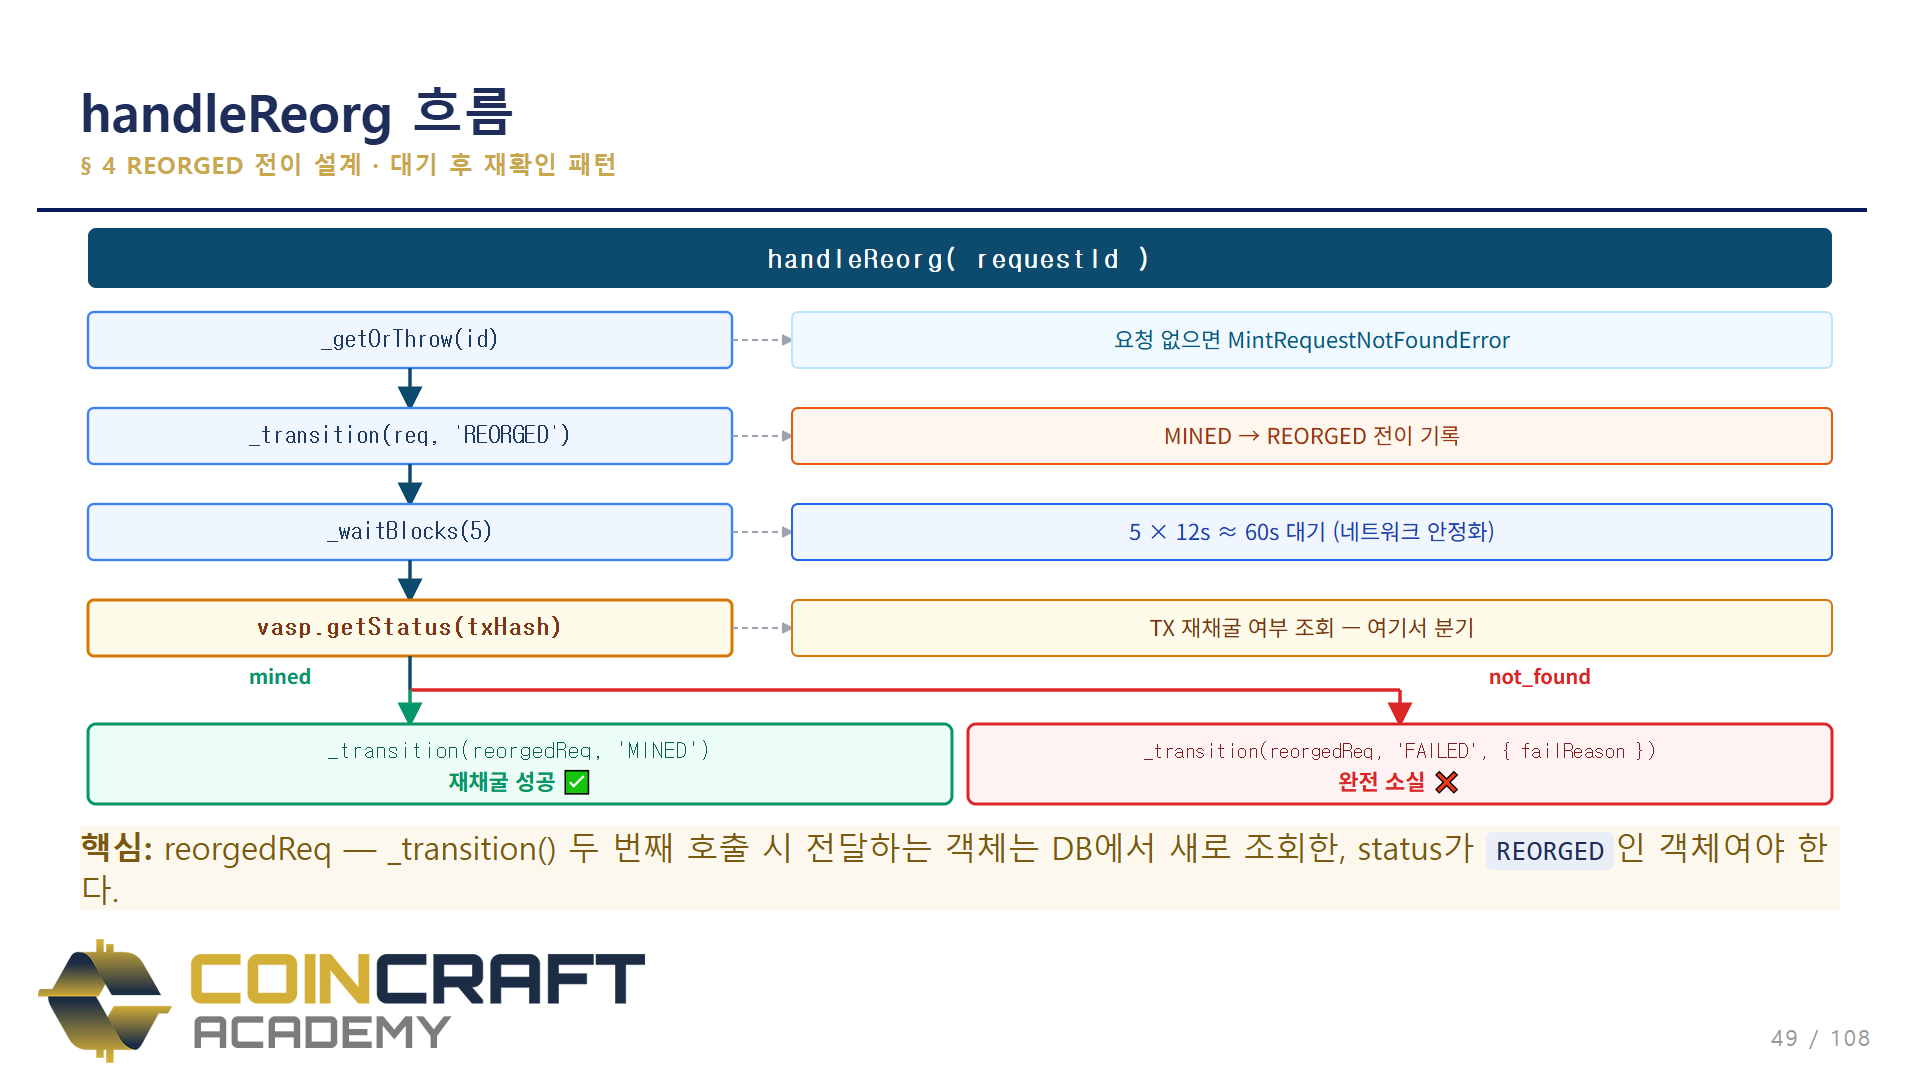 handleReorg 흐름
§ 4 REORGED 전이 설계 · 대기 후 재확인 패턴
handleReorg( requestId )
_getOrThrow(id)
요청 없으면 MintRequestNotFoundError
_transition(req, 'REORGED')
MINED → REORGED 전이 기록
_waitBlocks(5)
5 × 12s ≈ 60s 대기 (네트워크 안정화)
vasp.getStatus(txHash)
TX 재채굴 여부 조회 — 여기서 분기
mined
not_found
_transition(reorgedReq, 'MINED')
재채굴 성공 ✅
_transition(reorgedReq, 'FAILED', { failReason })
완전 소실 ❌
핵심: reorgedReq — _transition() 두 번째 호출 시 전달하는 객체는 DB에서 새로 조회한, status가 REORGED인 객체여야 한
다.
COINCRAFT
ACADEMY
49 / 108